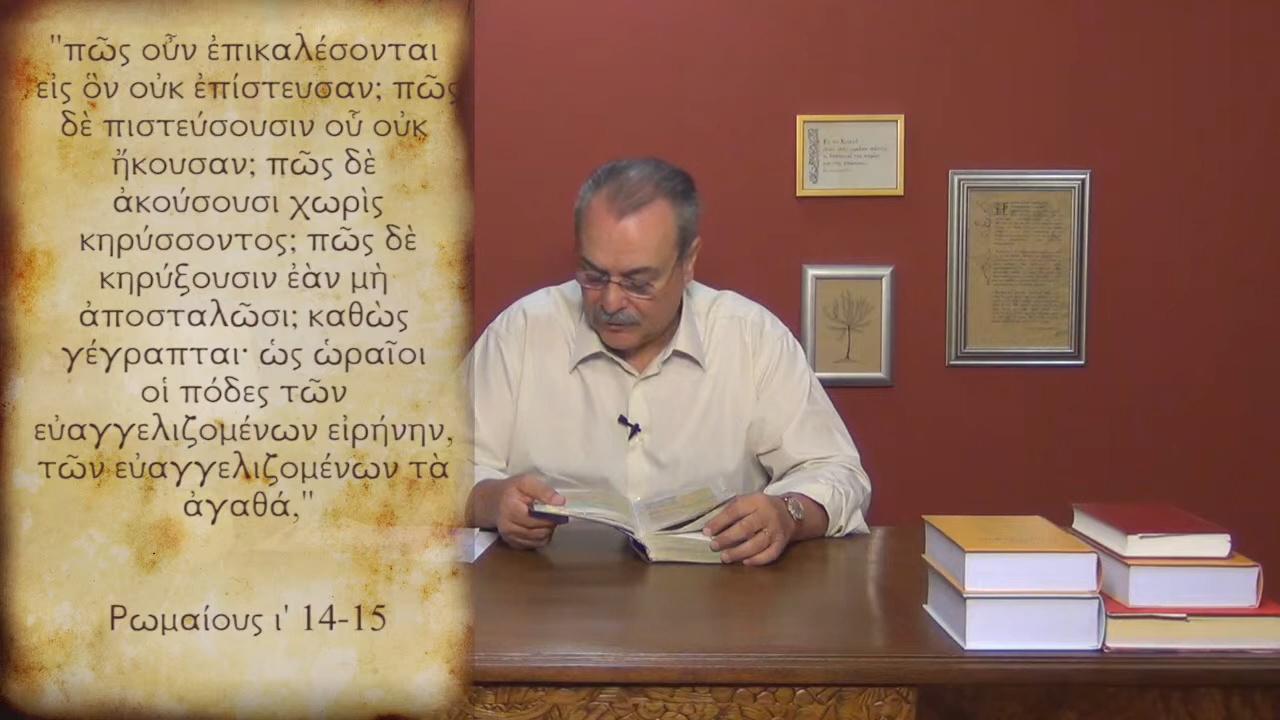 "πῶς οὖν ἐπικαλέσονται
εἰς ὃν οὐκ ἐπίστευσαν; πῶς
δὲ πιστεύσουσιν οὗ οὐκ
ἤκουσαν; πῶς δὲ
ἀκούσουσι χωρὶς
κηρύσσοντος; πῶς δὲ
κηρύξουσιν ἐὰν μὴ
ἀποσταλῶσι; καθὼς
γέγραπται· ὡς ὡραῖοι
οἱ πόδες τῶν
εὐαγγελιζομένων εἰρήνην,
τῶν εὐαγγελιζομένων τὰ
ἀγαθά,"
Ρωμαίους ι' 14-15